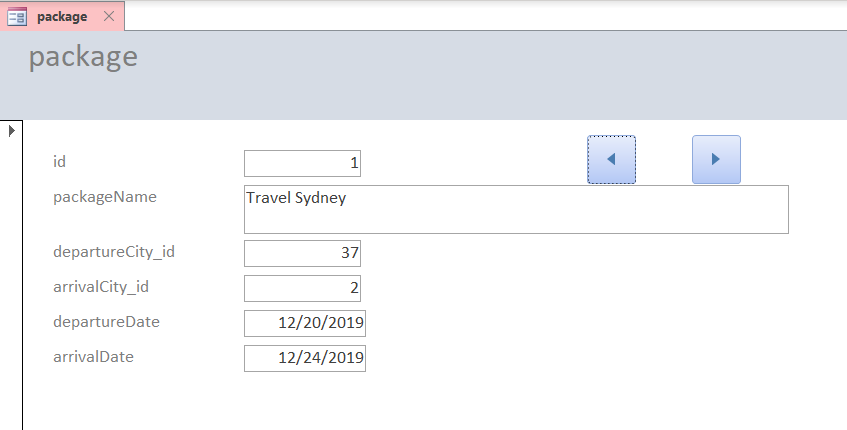 package
package
id 1
packageName Travel Sydney
departureCity_id 37
arrivalCity_id 2
departureDate 12/20/2019
arrivalDate 12/24/2019